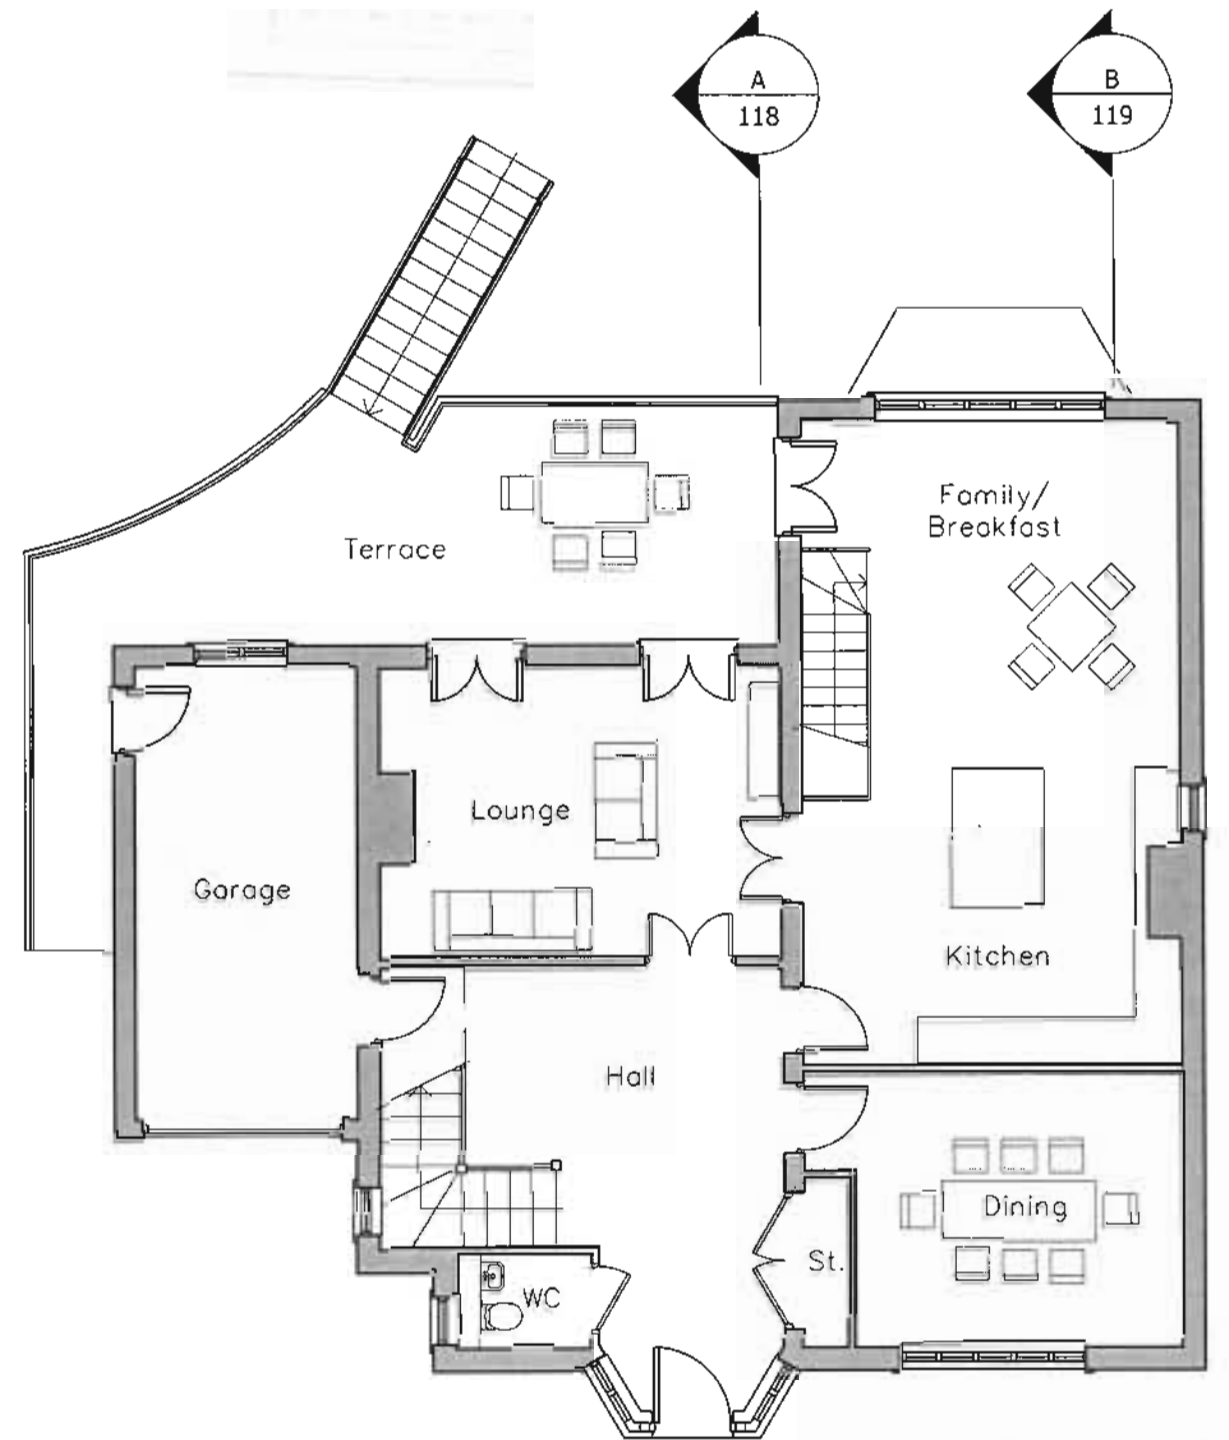 A
118
B
119
Family/
Breakfast
Terrace
Lounge
Garage
Kitchen
Hall
Dining
St.
WC